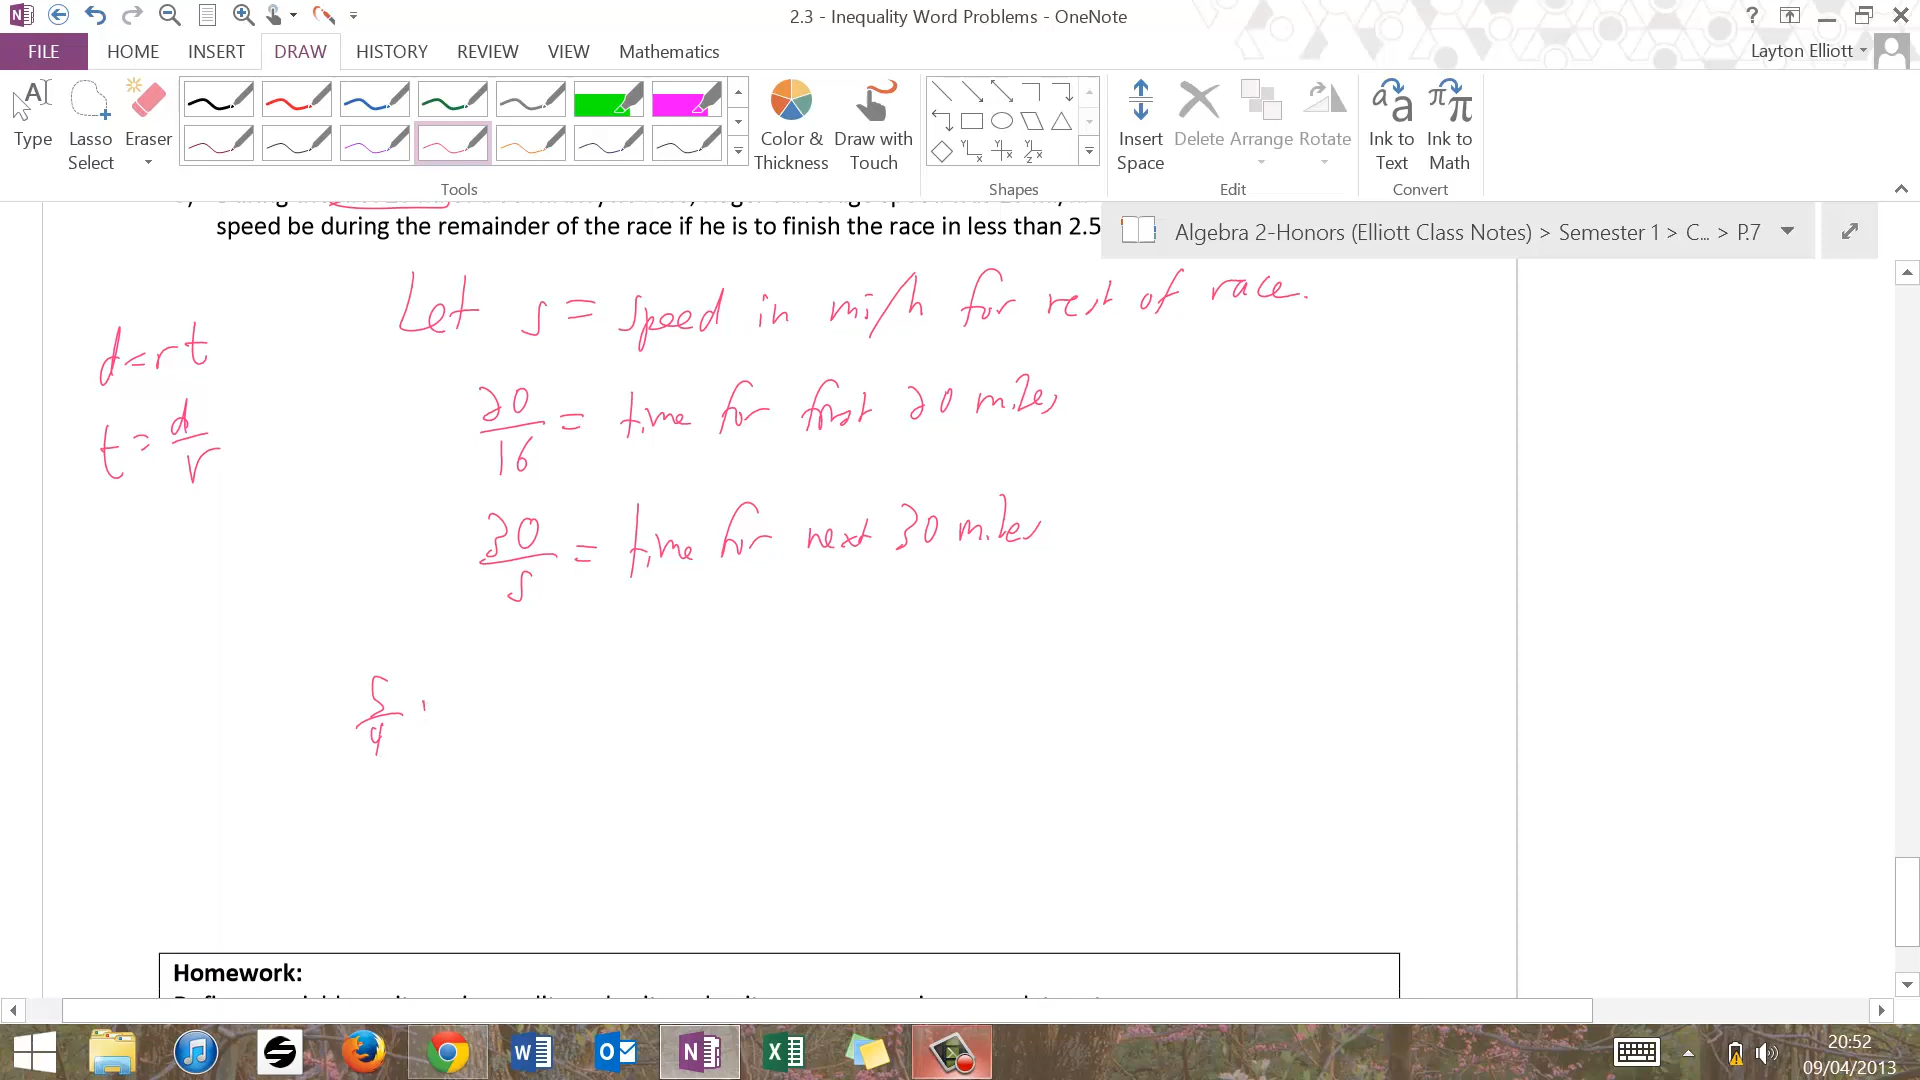 2.3 - Inequality Word Problems - OneNote
FILE HOME INSERT DRAW HISTORY REVIEW VIEW Mathematics
Layton Elliott
Type
Lasso Select
Eraser
Color & Thickness
Draw with Touch
Insert Space
Delete
Arrange
Rotate
Ink to Text
Ink to Math
Tools Shapes Edit Convert
speed be during the remainder of the race if he is to finish the race in less than 2.5
Algebra 2-Honors (Elliott Class Notes) > Semester 1 > C... > P.7
Let s = speed in mi/h for rest of race.
d=rt
20/16 = time for first 20 miles
t = d/r
30/s = time for next 30 miles
5/4
Homework:
20:52
09/04/2013